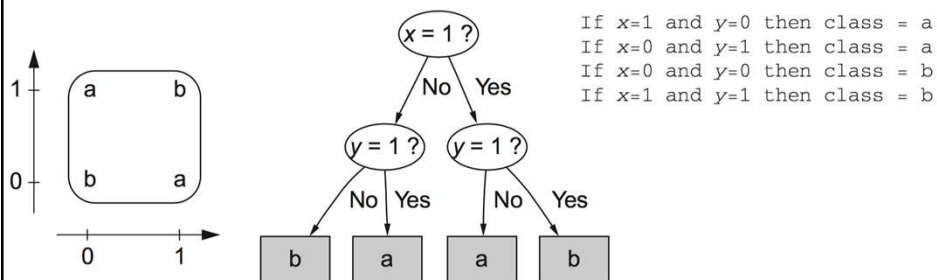 If x=1 and y=0 then class = a
If x=0 and y=1 then class = a
If x=0 and y=0 then class = b
If x=1 and y=1 then class = b
1
a b
0
b a
0 1
x = 1 ?
No Yes
y = 1 ? y = 1 ?
No Yes No Yes
b a a b